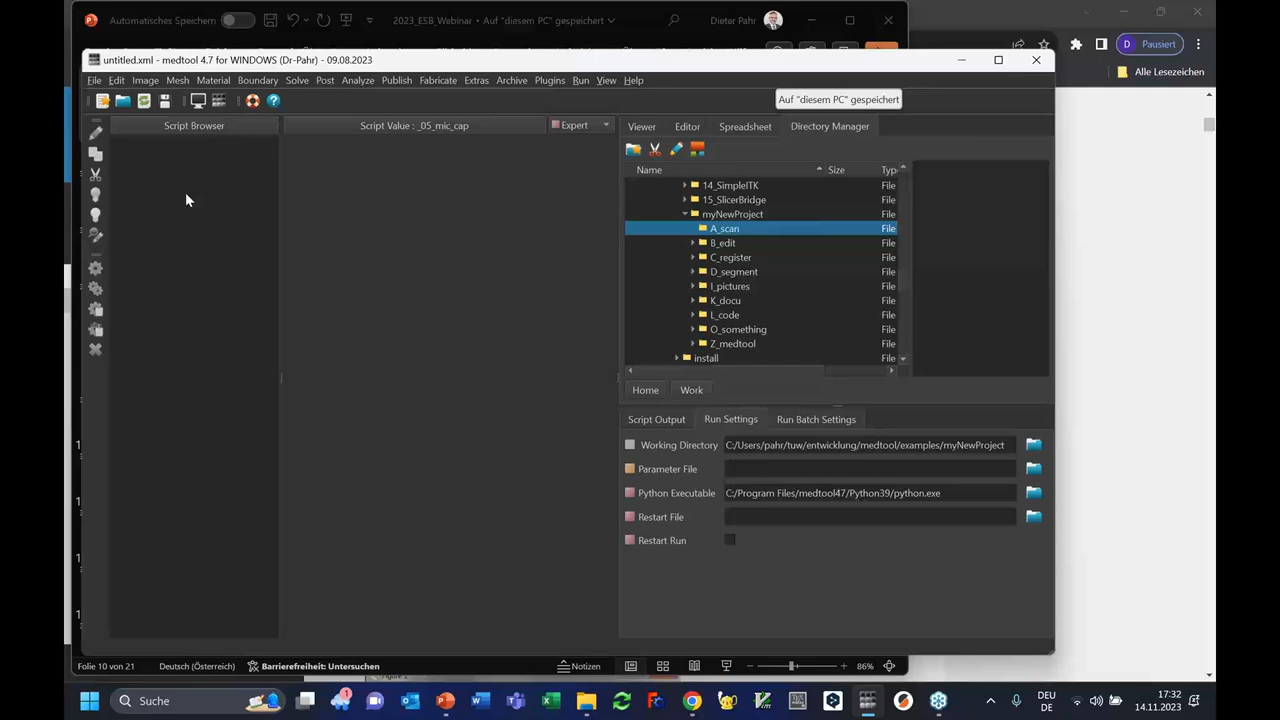 Automatisches Speichern
2023_ESB_Webinar • Auf "diesem PC" gespeichert
Dieter Pahr
untitled.xml - medtool 4.7 for WINDOWS (Dr-Pahr) - 09.08.2023
D Pausiert
File Edit Image Mesh Material Boundary Solve Post Analyze Publish Fabricate Extras Archive Plugins Run View Help
Alle Lesezeichen
Auf "diesem PC" gespeichert
Script Browser
Script Value : _05_mic_cap
Expert
Viewer Editor Spreadsheet Directory Manager
Name Size Typ
14_SimpleITK File
15_SlicerBridge File
myNewProject File
A_scan File
B_edit File
C_register File
D_segment File
I_pictures File
K_docu File
L_code File
O_something File
Z_medtool File
install File
Home Work
Script Output Run Settings Run Batch Settings
Working Directory C:/Users/pahr/tuw/entwicklung/medtool/examples/myNewProject
Parameter File
Python Executable C:/Program Files/medtool47/Python39/python.exe
Restart File
Restart Run
Folie 10 von 21 Deutsch (Österreich) Barrierefreiheit: Untersuchen Notizen 86%
Suche
1
DEU
DE
17:32
14.11.2023